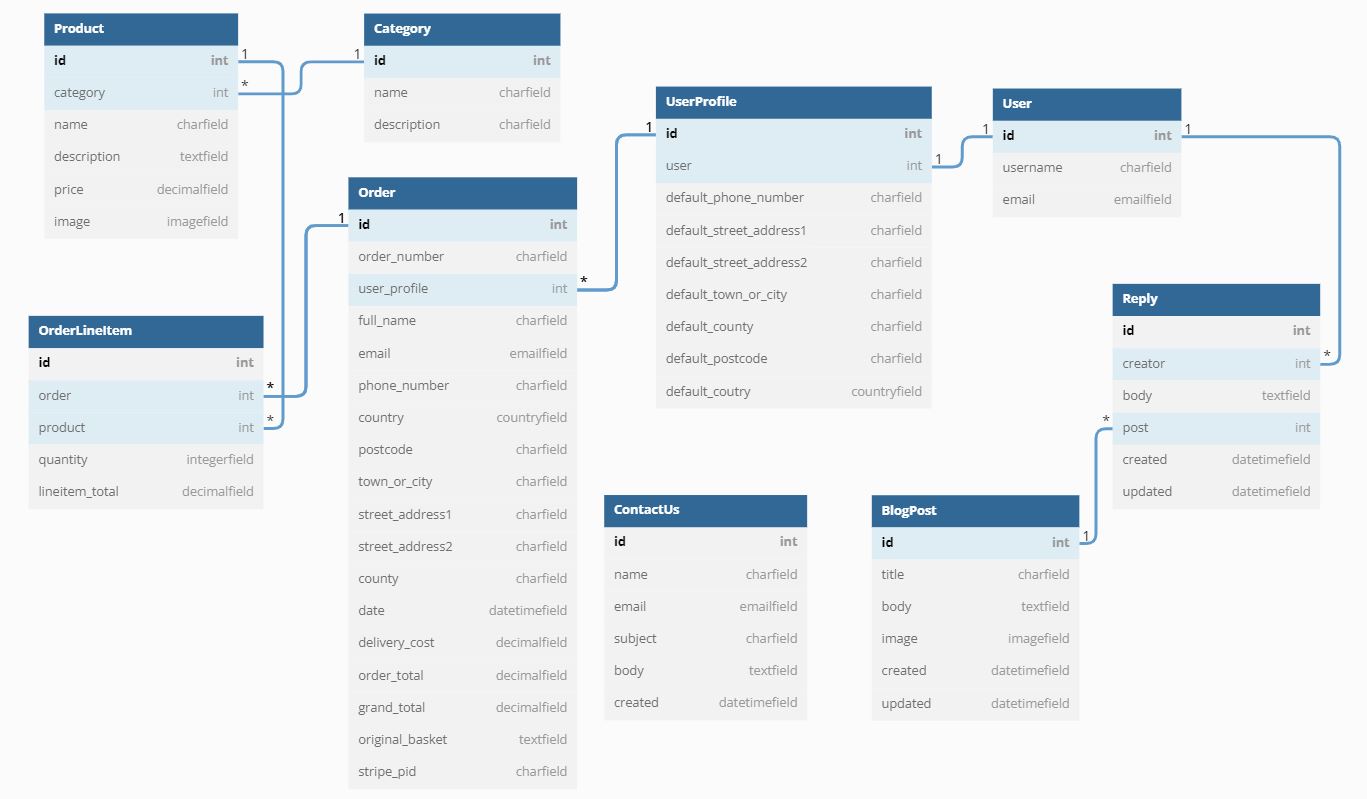 Product
id int 1
category int *
name charfield
description textfield
price decimalfield
image imagefield
Category
1 id int
name charfield
description charfield
UserProfile
1 id int
user int 1
default_phone_number charfield
default_street_address1 charfield
default_street_address2 charfield
default_town_or_city charfield
default_county charfield
default_postcode charfield
default_coutry countryfield
User
1 id int 1
username charfield
email emailfield
Order
1 id int
order_number charfield
user_profile int *
full_name charfield
email emailfield
phone_number charfield
country countryfield
postcode charfield
town_or_city charfield
street_address1 charfield
street_address2 charfield
county charfield
date datetimefield
delivery_cost decimalfield
order_total decimalfield
grand_total decimalfield
original_basket textfield
stripe_pid charfield
OrderLineItem
id int
order int *
product int *
quantity integerfield
lineitem_total decimalfield
Reply
id int
creator int *
body textfield
* post int
created datetimefield
updated datetimefield
ContactUs
id int
name charfield
email emailfield
subject charfield
body textfield
created datetimefield
BlogPost
id int 1
title charfield
body textfield
image imagefield
created datetimefield
updated datetimefield